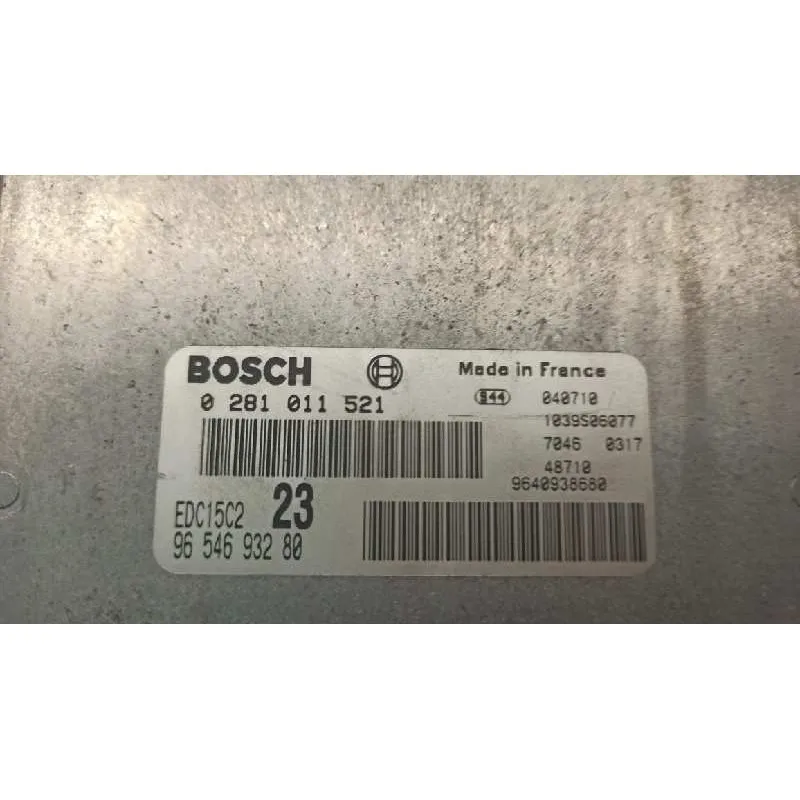 BOSCH
Made in France
0 281 011 521
944 040710
1039S06077
7046 0317
48710
9640938680
EDC15C2 23
96 546 932 80